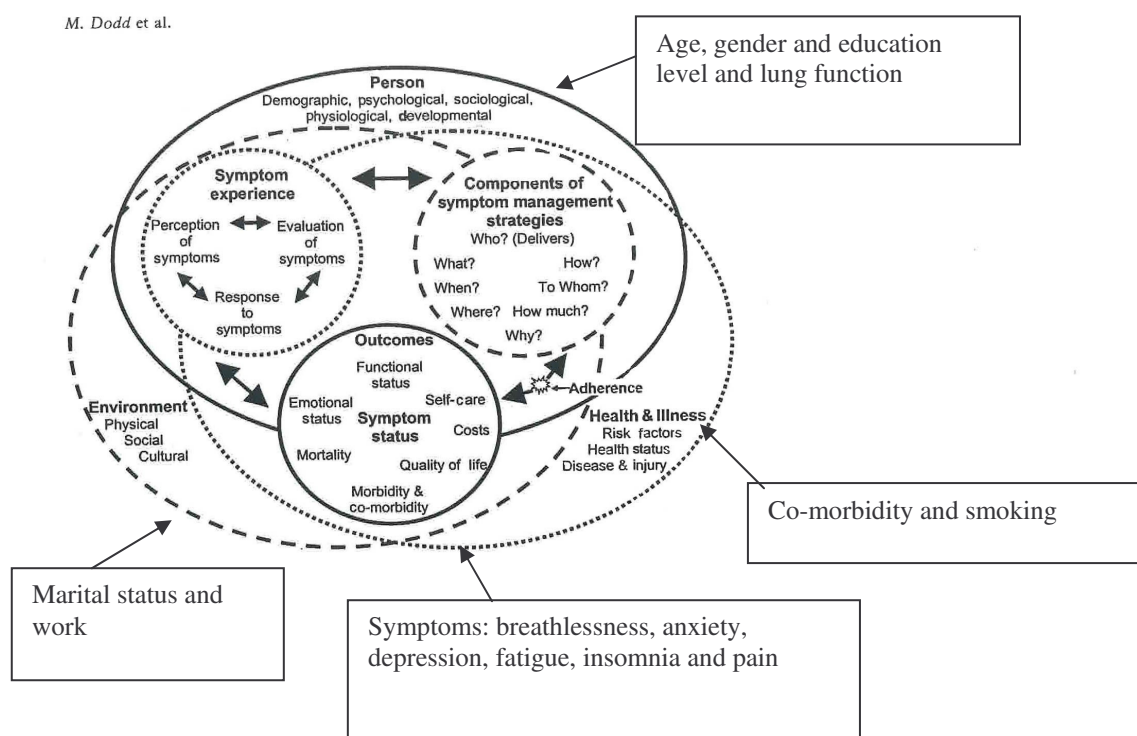 M. Dodd et al.
Age, gender and education
level and lung function
Person
Demographic, psychological, sociological,
physiological, developmental
Symptom
experience
Perception
of
symptoms
Evaluation
of
symptoms
Response
to
symptoms
Components of
symptom management
strategies
Who? (Delivers)
What?
How?
When?
To Whom?
Where?
How much?
Why?
Outcomes
Functional
status
Emotional
status
Self-care
Symptom
status
Costs
Mortality
Quality of life
Morbidity &
co-morbidity
Adherence
Environment
Physical
Social
Cultural
Health & Illness
Risk factors
Health status
Disease & injury
Co-morbidity and smoking
Marital status and
work
Symptoms: breathlessness, anxiety,
depression, fatigue, insomnia and pain